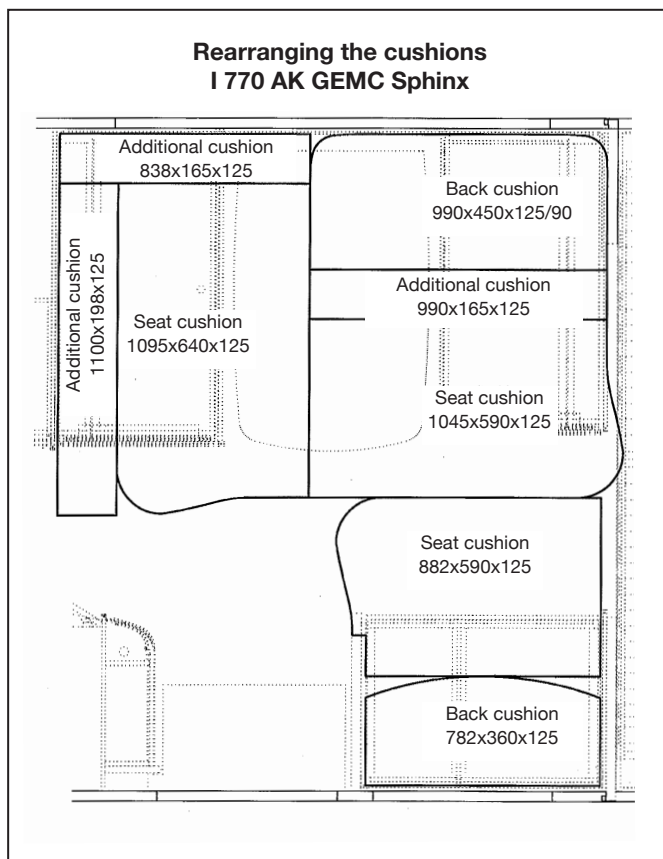 Rearranging the cushions
I 770 AK GEMC Sphinx
Additional cushion
838x165x125
Back cushion
990x450x125/90
Additional cushion
1100x198x125
Additional cushion
990x165x125
Seat cushion
1095x640x125
Seat cushion
1045x590x125
Seat cushion
882x590x125
Back cushion
782x360x125